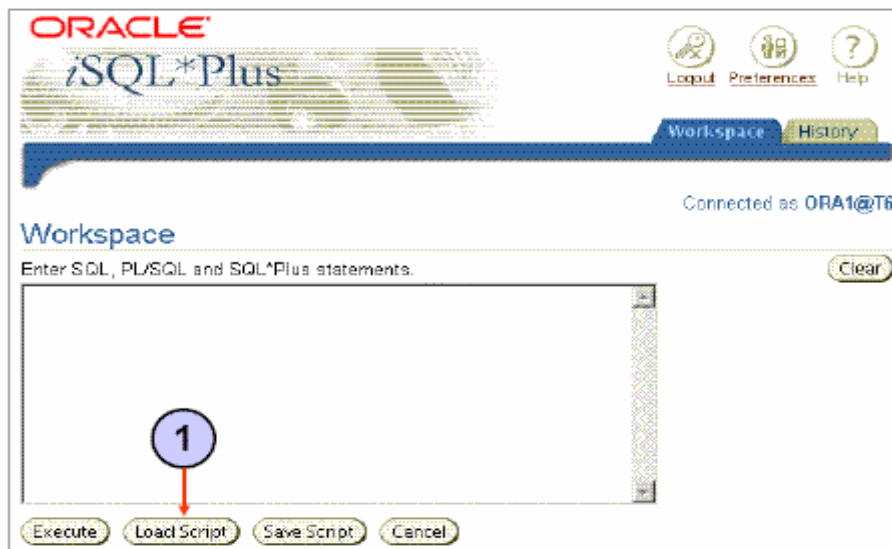 ORACLE
iSQL*Plus
Logout Preferences Help
Workspace History
Connected as ORA1@T6
Workspace
Enter SQL, PL/SQL and SQL*Plus statements.
Clear
1
Execute Load Script Save Script Cancel